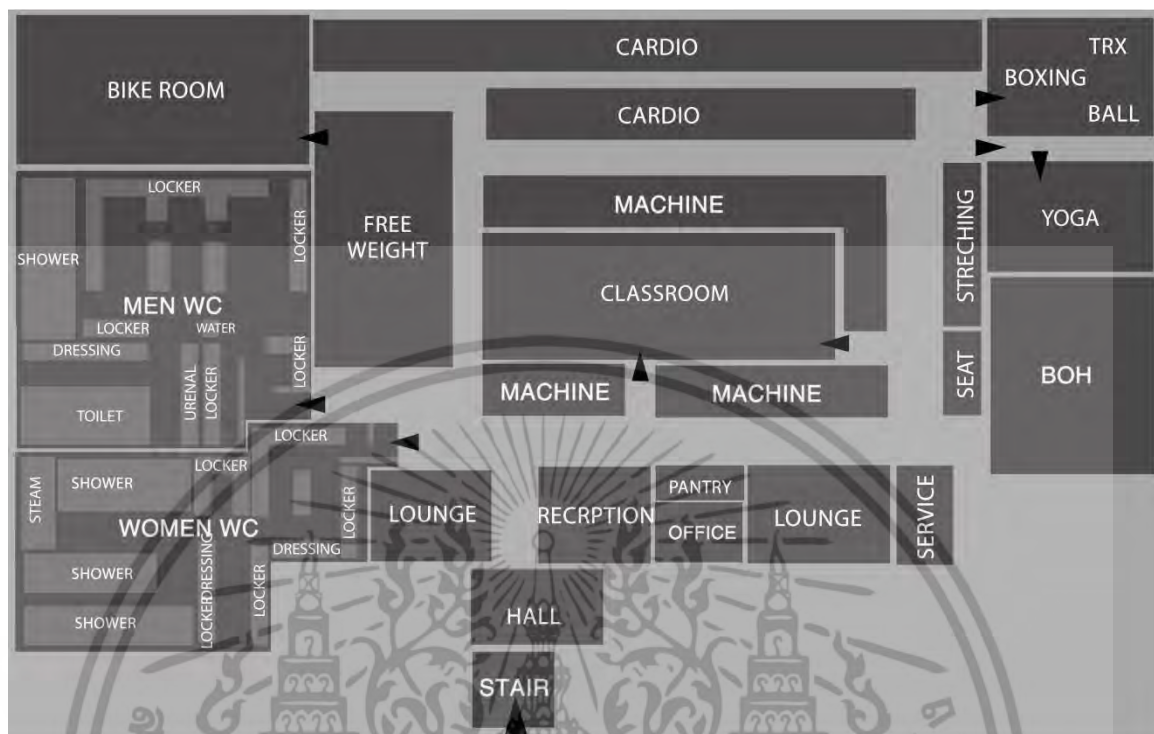 CARDIO
TRX
BIKE ROOM
BOXING
CARDIO
BALL
LOCKER
MACHINE
FREE
WEIGHT
LOCKER
STRECHING
YOGA
SHOWER
CLASSROOM
MEN WC
LOCKER
WATER
DRESSING
LOCKER
URENAL
LOCKER
TOILET
MACHINE
MACHINE
SEAT
BOH
LOCKER
LOCKER
STEAM
SHOWER
LOCKER
LOUNGE
RECRPTION
PANTRY
OFFICE
LOUNGE
SERVICE
WOMEN WC
DRESSING
DRESSING
SHOWER
LOCKER
LOCKER
SHOWER
HALL
STAIR